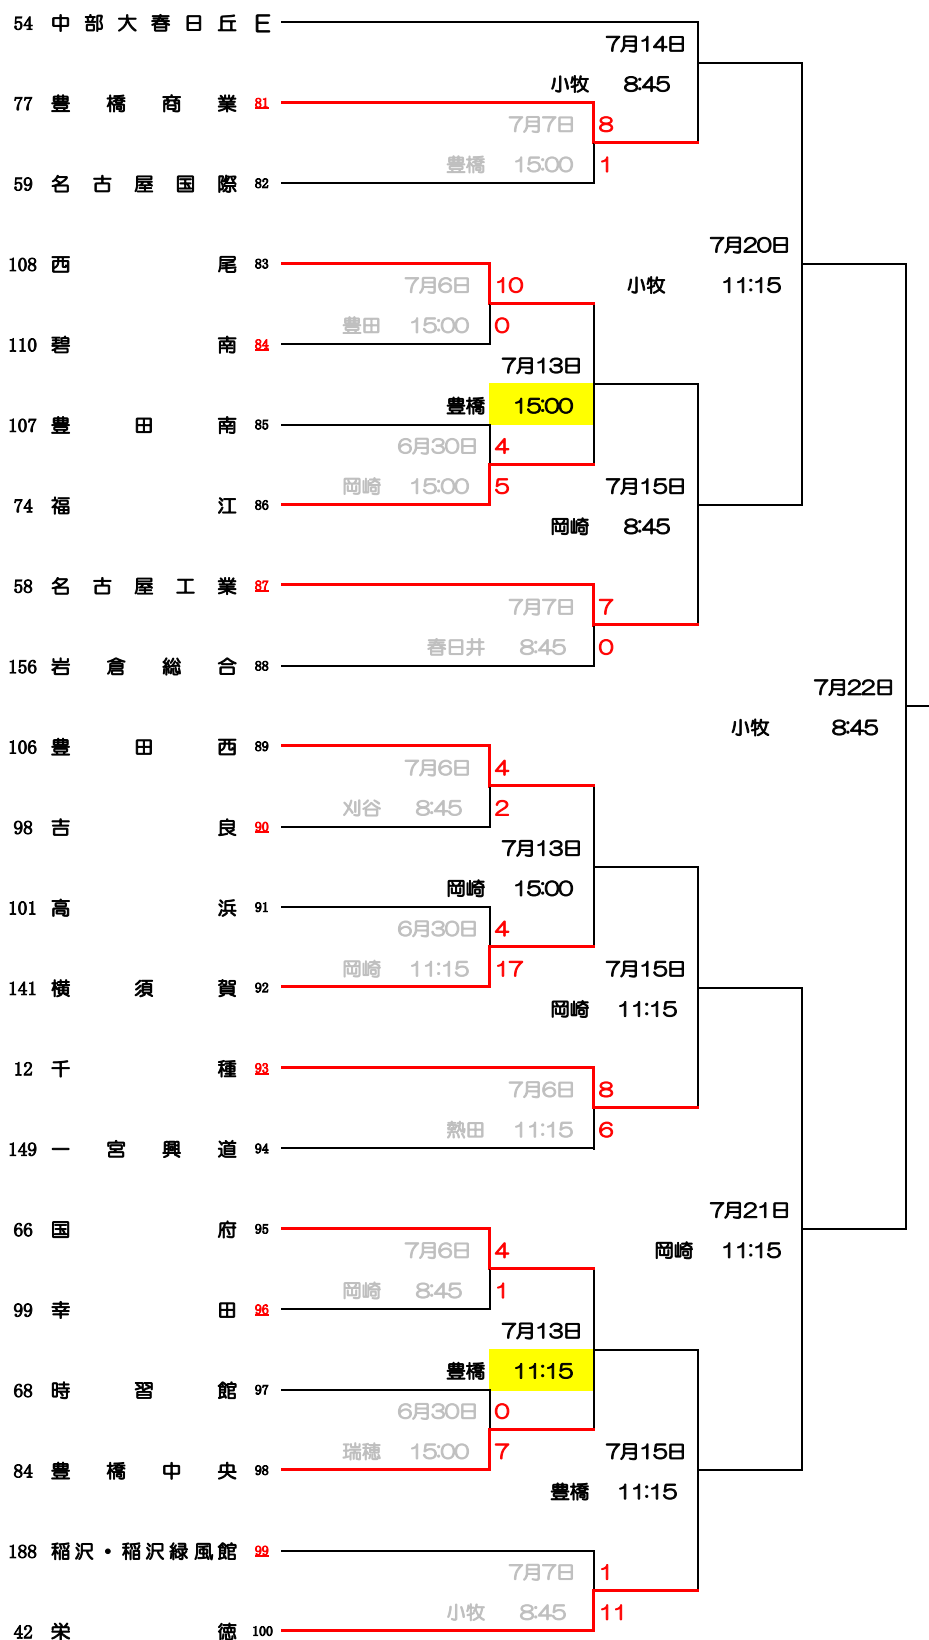 54 中部大春日丘 E
7月14日
小牧 8:45
77 豊橋商業 81
7月7日 8
豊橋 15:00 1
59 名古屋国際 82
7月20日
108 西尾 83
7月6日 10
小牧 11:15
豊田 15:00 0
110 碧南 84
7月13日
豊橋 15:00
107 豊田南 85
6月30日 4
岡崎 15:00 5
7月15日
74 福江 86
岡崎 8:45
58 名古屋工業 87
7月7日 7
春日井 8:45 0
156 岩倉総合 88
7月22日
小牧 8:45
106 豊田西 89
7月6日 4
刈谷 8:45 2
98 吉良 90
7月13日
岡崎 15:00
101 高浜 91
6月30日 4
岡崎 11:15 17
7月15日
141 横須賀 92
岡崎 11:15
12 千種 93
7月6日 8
熱田 11:15 6
149 一宮興道 94
7月21日
66 国府 95
7月6日 4
岡崎 11:15
岡崎 8:45 1
99 幸田 96
7月13日
豊橋 11:15
68 時習館 97
6月30日 0
瑞穂 15:00 7
7月15日
84 豊橋中央 98
豊橋 11:15
188 稲沢・稲沢緑風館 99
7月7日 1
小牧 8:45 11
42 栄徳 100